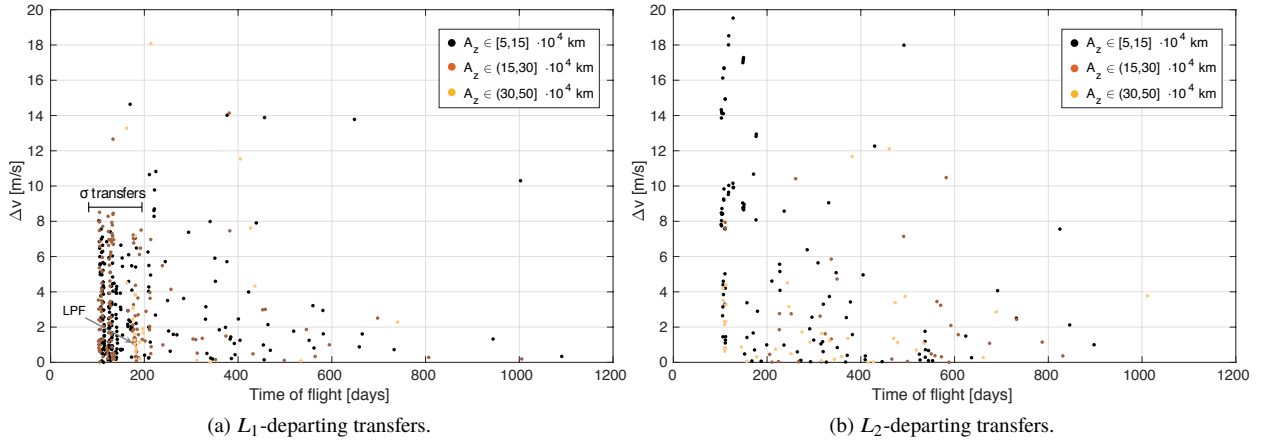 20
18
16
14
12
10
8
6
4
2
0
Δv [m/s]
A_z ∈ [5,15] ·10^4 km
A_z ∈ (15,30] ·10^4 km
A_z ∈ (30,50] ·10^4 km
σ transfers
LPF
0 200 400 600 800 1000 1200
Time of flight [days]
(a) L_1-departing transfers.
20
18
16
14
12
10
8
6
4
2
0
Δv [m/s]
A_z ∈ [5,15] ·10^4 km
A_z ∈ (15,30] ·10^4 km
A_z ∈ (30,50] ·10^4 km
0 200 400 600 800 1000 1200
Time of flight [days]
(b) L_2-departing transfers.